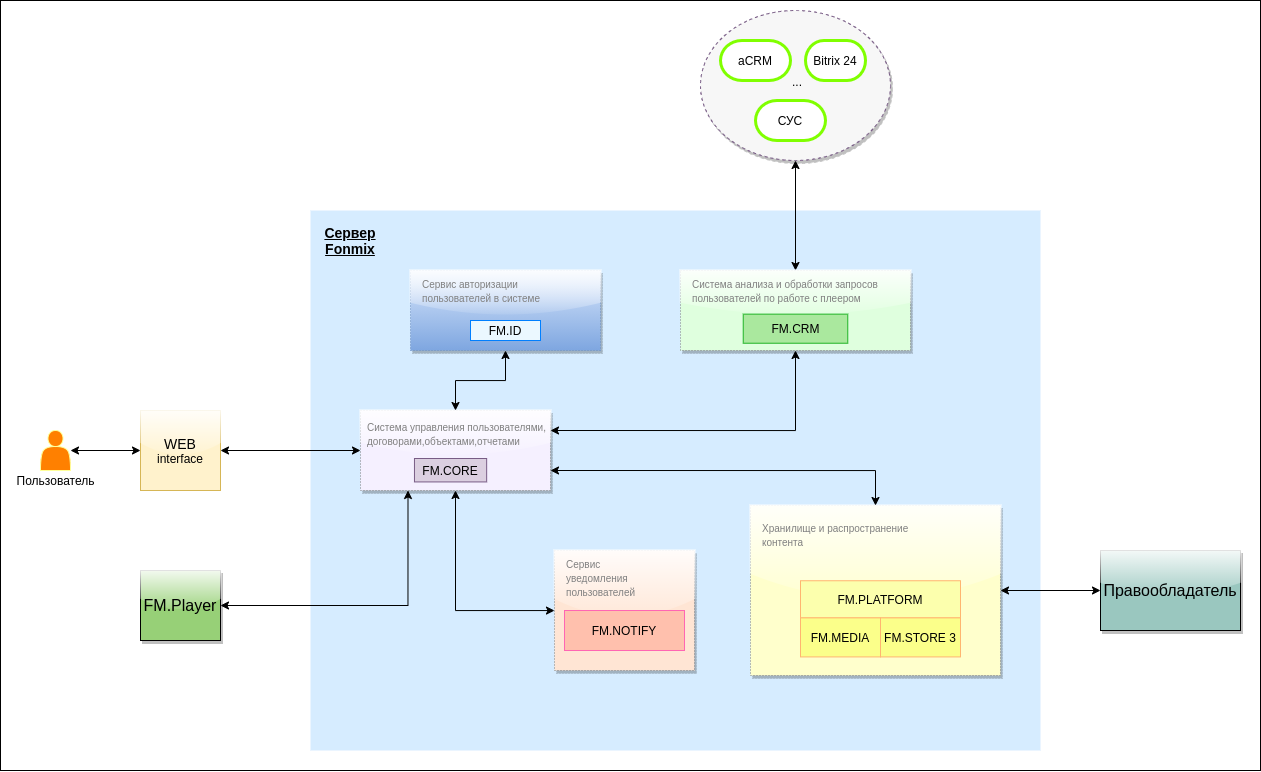 aCRM
Bitrix 24
...
СУС
Сервер
Fonmix
Сервис авторизации
пользователей в системе
FM.ID
Система анализа и обработки запросов
пользователей по работе с плеером
FM.CRM
Пользователь
WEB
interface
Система управления пользователями,
договорами,объектами,отчетами
FM.CORE
FM.Player
Сервис
уведомления
пользователей
FM.NOTIFY
Хранилище и распространение
контента
FM.PLATFORM
FM.MEDIA
FM.STORE 3
Правообладатель